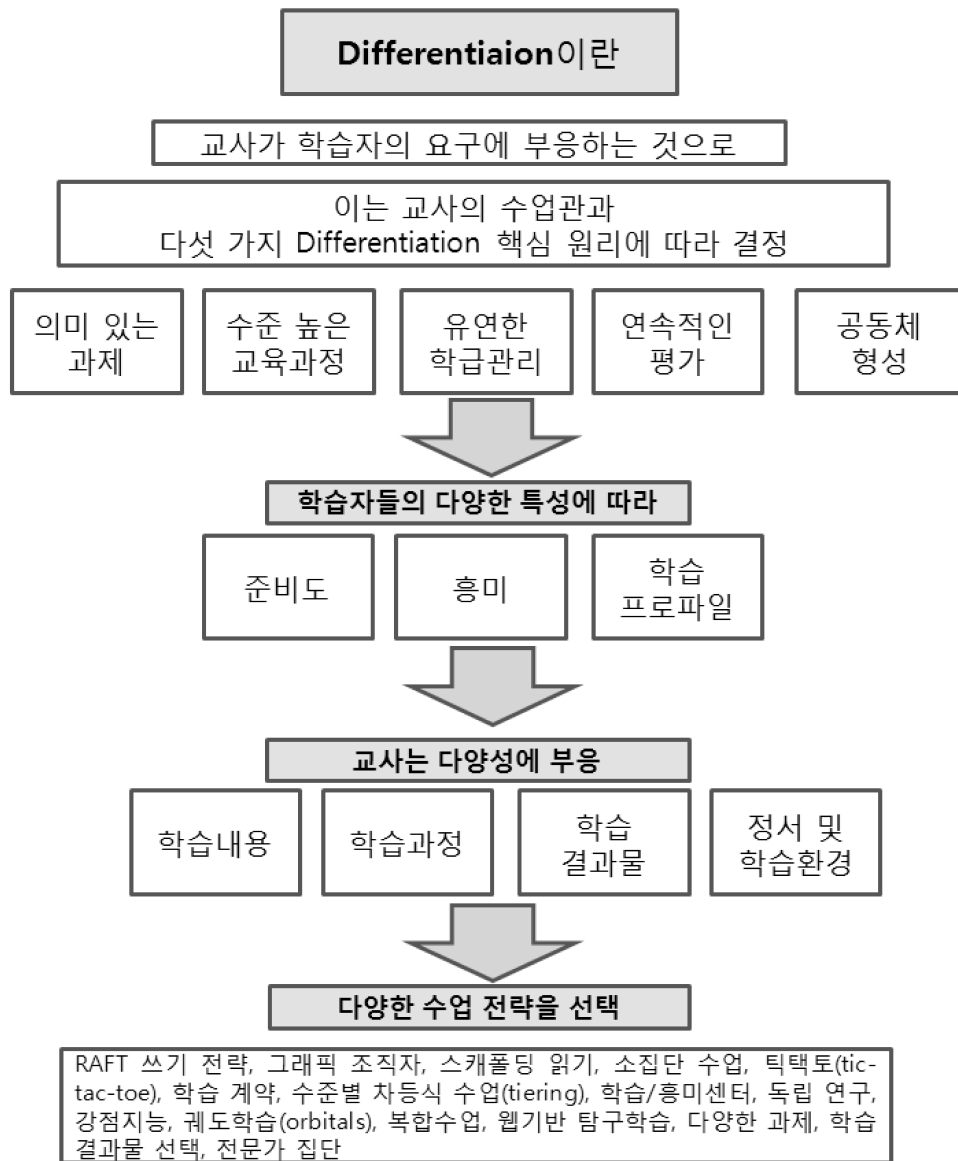 Differentiaion이란
교사가 학습자의 요구에 부응하는 것으로
이는 교사의 수업관과
다섯 가지 Differentiation 핵심 원리에 따라 결정
의미 있는
과제
수준 높은
교육과정
유연한
학급관리
연속적인
평가
공동체
형성
학습자들의 다양한 특성에 따라
준비도
흥미
학습
프로파일
교사는 다양성에 부응
학습내용
학습과정
학습
결과물
정서 및
학습환경
다양한 수업 전략을 선택
RAFT 쓰기 전략, 그래픽 조직자, 스캐폴딩 읽기, 소집단 수업, 틱택토(tic-
tac-toe), 학습 계약, 수준별 차등식 수업(tiering), 학습/흥미센터, 독립 연구,
강점지능, 궤도학습(orbitals), 복합수업, 웹기반 탐구학습, 다양한 과제, 학습
결과물 선택, 전문가 집단